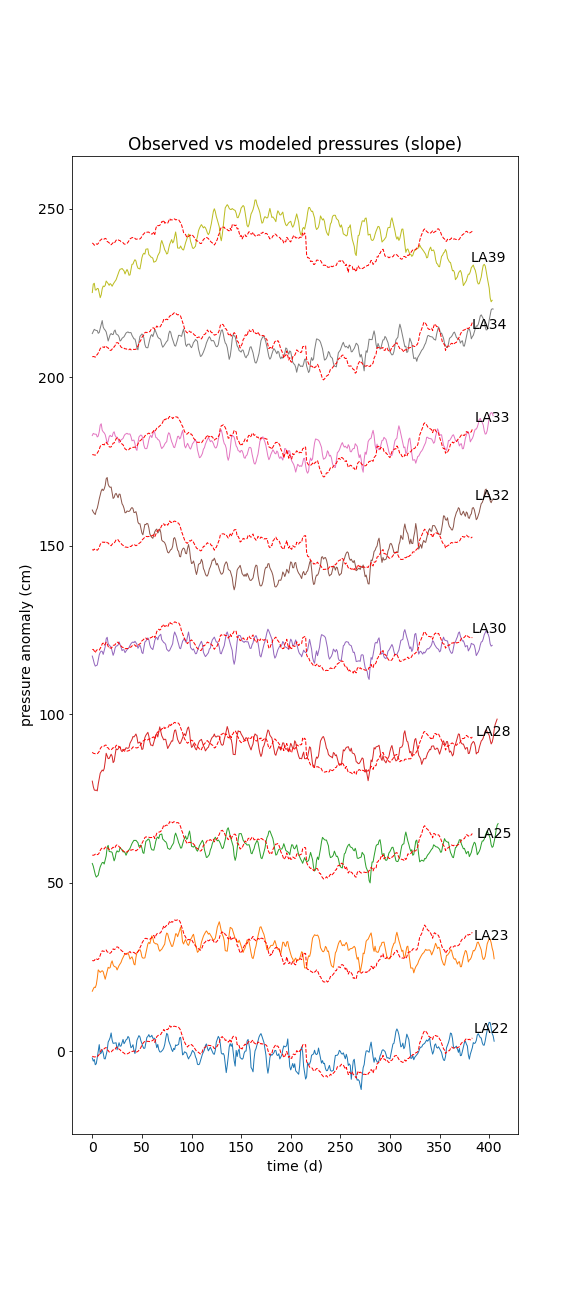 Observed vs modeled pressures (slope)
250
LA39
LA34
200
LA33
LA32
150
pressure anomaly (cm)
LA30
100
LA28
LA25
50
LA23
LA22
0
0 50 100 150 200 250 300 350 400
time (d)